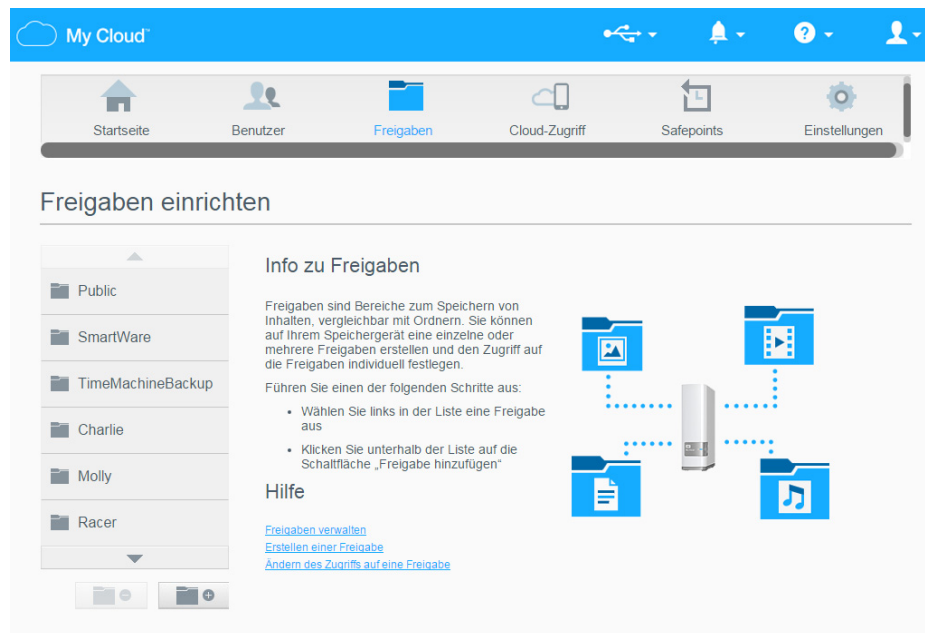 My Cloud™
Startseite
Benutzer
Freigaben
Cloud-Zugriff
Safepoints
Einstellungen
Freigaben einrichten
Public
SmartWare
TimeMachineBackup
Charlie
Molly
Racer
Info zu Freigaben
Freigaben sind Bereiche zum Speichern von
Inhalten, vergleichbar mit Ordnern. Sie können
auf Ihrem Speichergerät eine einzelne oder
mehrere Freigaben erstellen und den Zugriff auf
die Freigaben individuell festlegen.
Führen Sie einen der folgenden Schritte aus:
• Wählen Sie links in der Liste eine Freigabe
aus
• Klicken Sie unterhalb der Liste auf die
Schaltfläche „Freigabe hinzufügen“
Hilfe
Freigaben verwalten
Erstellen einer Freigabe
Ändern des Zugriffs auf eine Freigabe